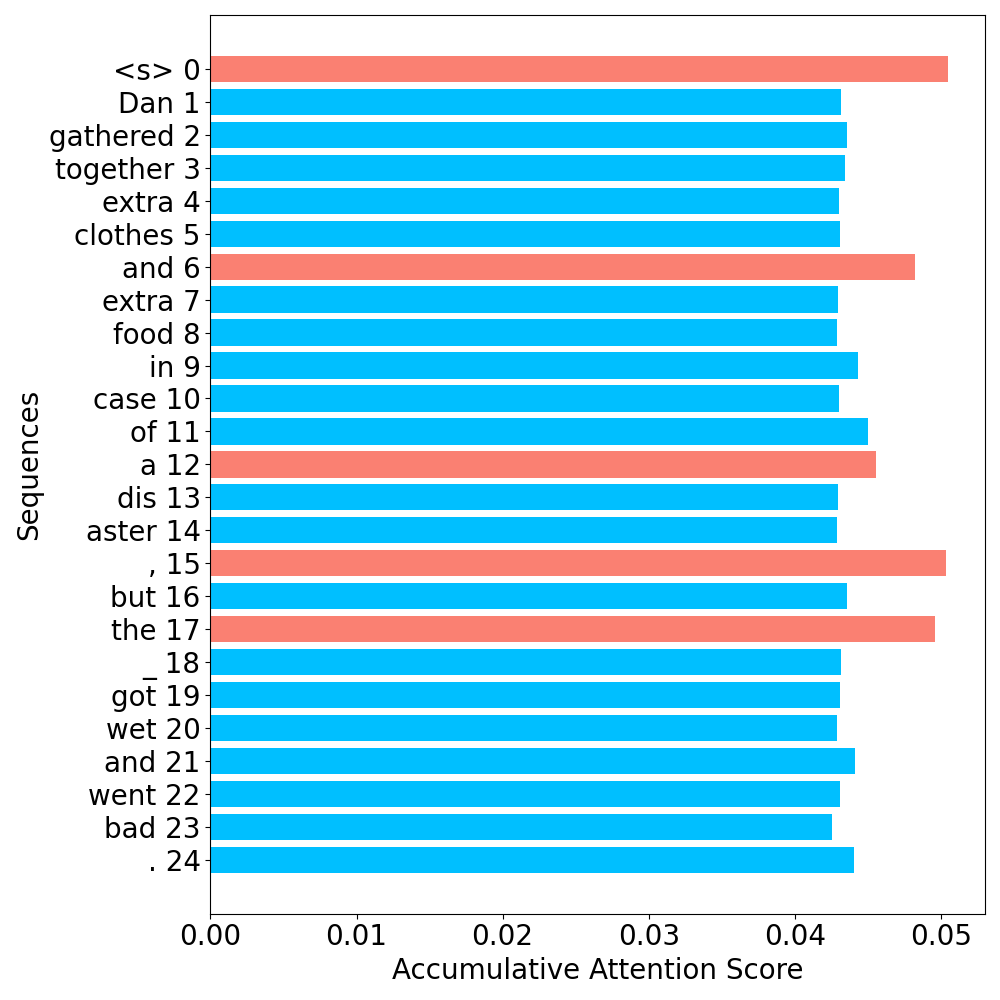 <s> 0
Dan 1
gathered 2
together 3
extra 4
clothes 5
and 6
extra 7
food 8
in 9
case 10
of 11
a 12
dis 13
aster 14
, 15
but 16
the 17
_ 18
got 19
wet 20
and 21
went 22
bad 23
. 24
Sequences
0.00 0.01 0.02 0.03 0.04 0.05
Accumulative Attention Score